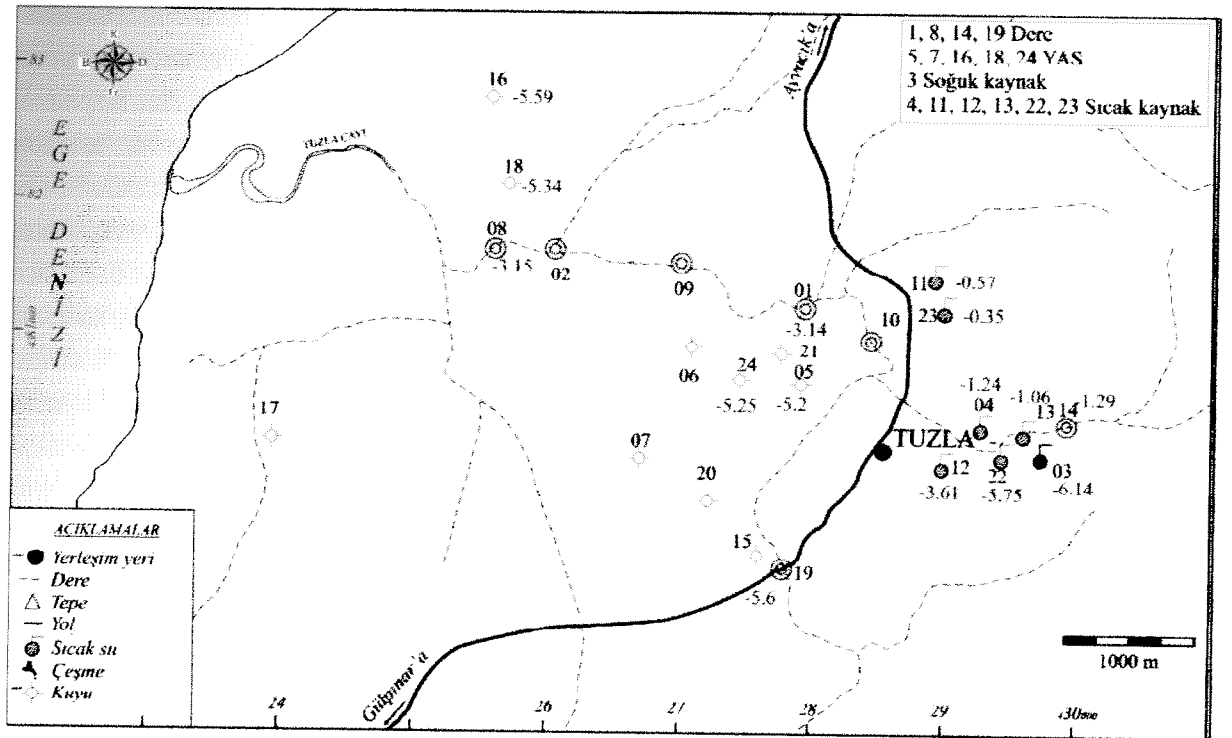 K
B
D
G
83
82
EGE DENİZİ
TUZLA ÇAYI
Ayvacık'a
1, 8, 14, 19 Dere
5, 7, 16, 18, 24 YAS
3 Soğuk kaynak
4, 11, 12, 13, 22, 23 Sıcak kaynak
16
-5.59
18
-5.34
08
-3.15
02
09
01
-3.14
10
11
-0.57
23
-0.35
21
06
24
05
-5.25
-5.2
-1.24
04
-1.06
13
14
-1.29
17
TUZLA
07
12
-3.61
22
-5.75
03
-6.14
20
15
19
-5.6
AÇIKLAMALAR
Yerleşim yeri
Dere
Tepe
Yol
Sıcak su
Çeşme
Kuyu
Gülpınar'a
1000 m
24
26
27
28
29